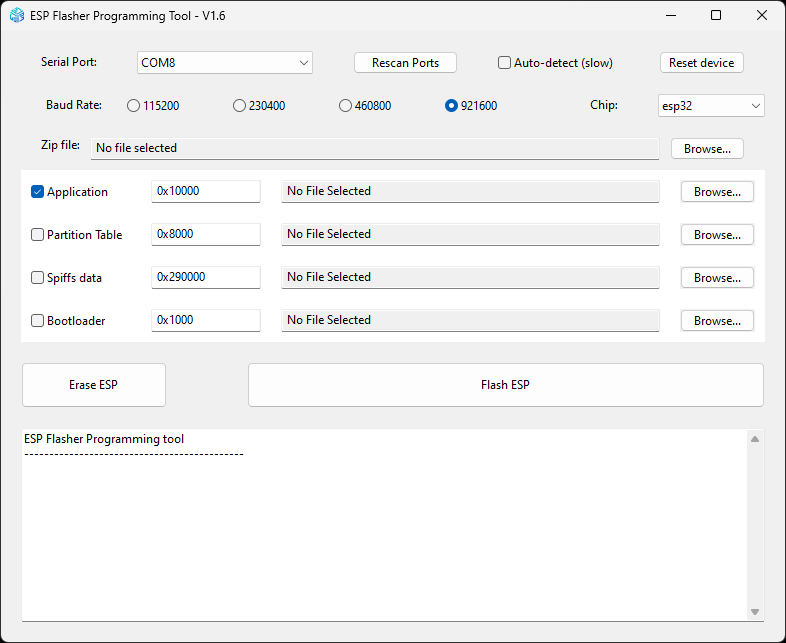 ESP Flasher Programming Tool - V1.6
Serial Port: COM8 Rescan Ports Auto-detect (slow) Reset device
Baud Rate: 115200 230400 460800 921600 Chip: esp32
Zip file: No file selected Browse...
Application 0x10000 No File Selected Browse...
Partition Table 0x8000 No File Selected Browse...
Spiffs data 0x290000 No File Selected Browse...
Bootloader 0x1000 No File Selected Browse...
Erase ESP Flash ESP
ESP Flasher Programming tool
--------------------------------------------